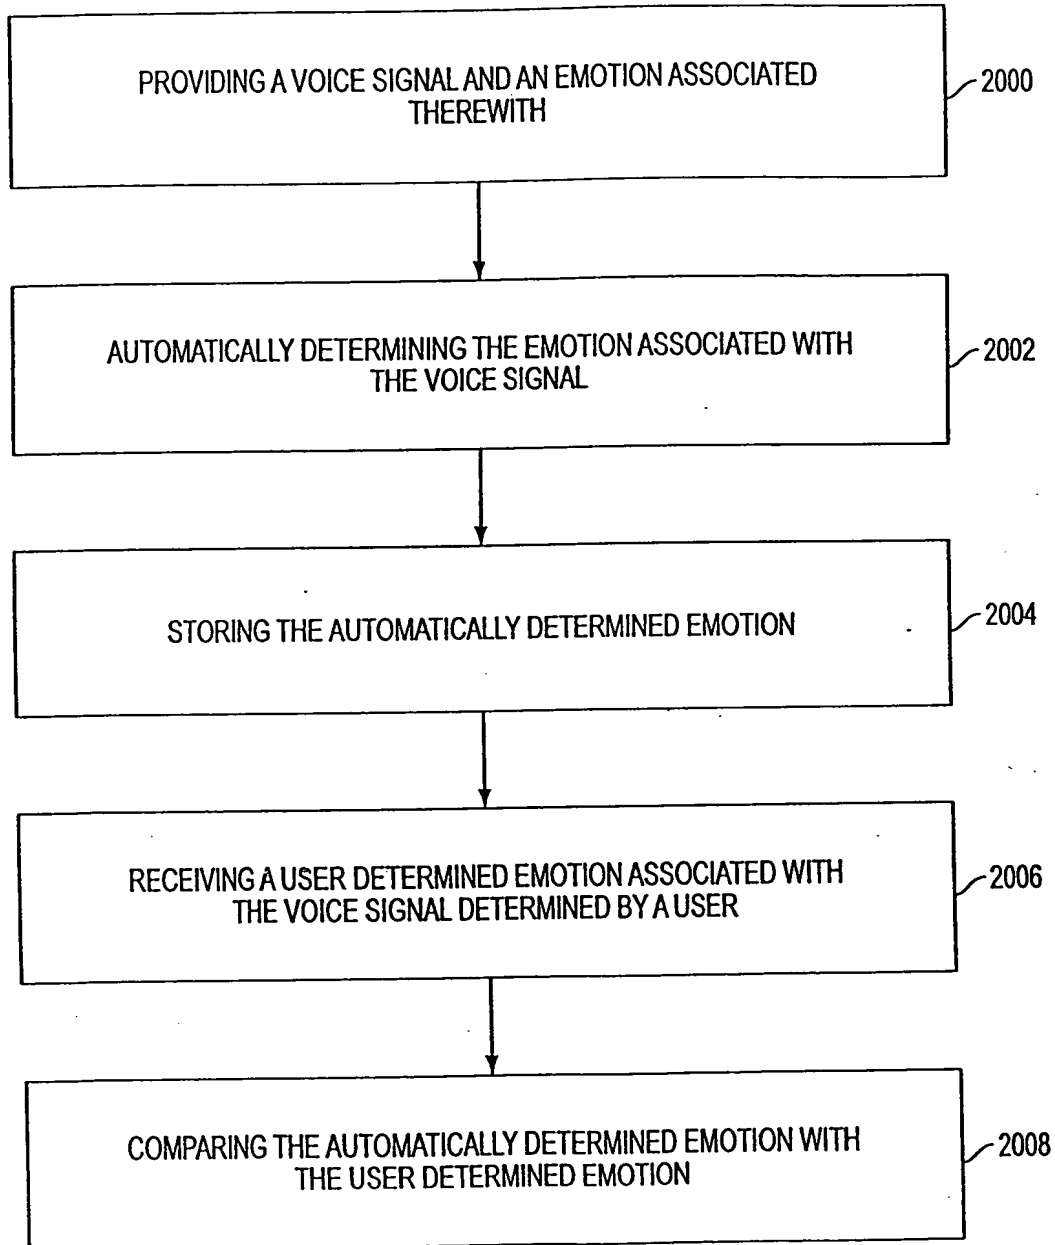 PROVIDING A VOICE SIGNAL AND AN EMOTION ASSOCIATED
THEREWITH
2000
AUTOMATICALLY DETERMINING THE EMOTION ASSOCIATED WITH
THE VOICE SIGNAL
2002
STORING THE AUTOMATICALLY DETERMINED EMOTION
2004
RECEIVING A USER DETERMINED EMOTION ASSOCIATED WITH
THE VOICE SIGNAL DETERMINED BY A USER
2006
COMPARING THE AUTOMATICALLY DETERMINED EMOTION WITH
THE USER DETERMINED EMOTION
2008